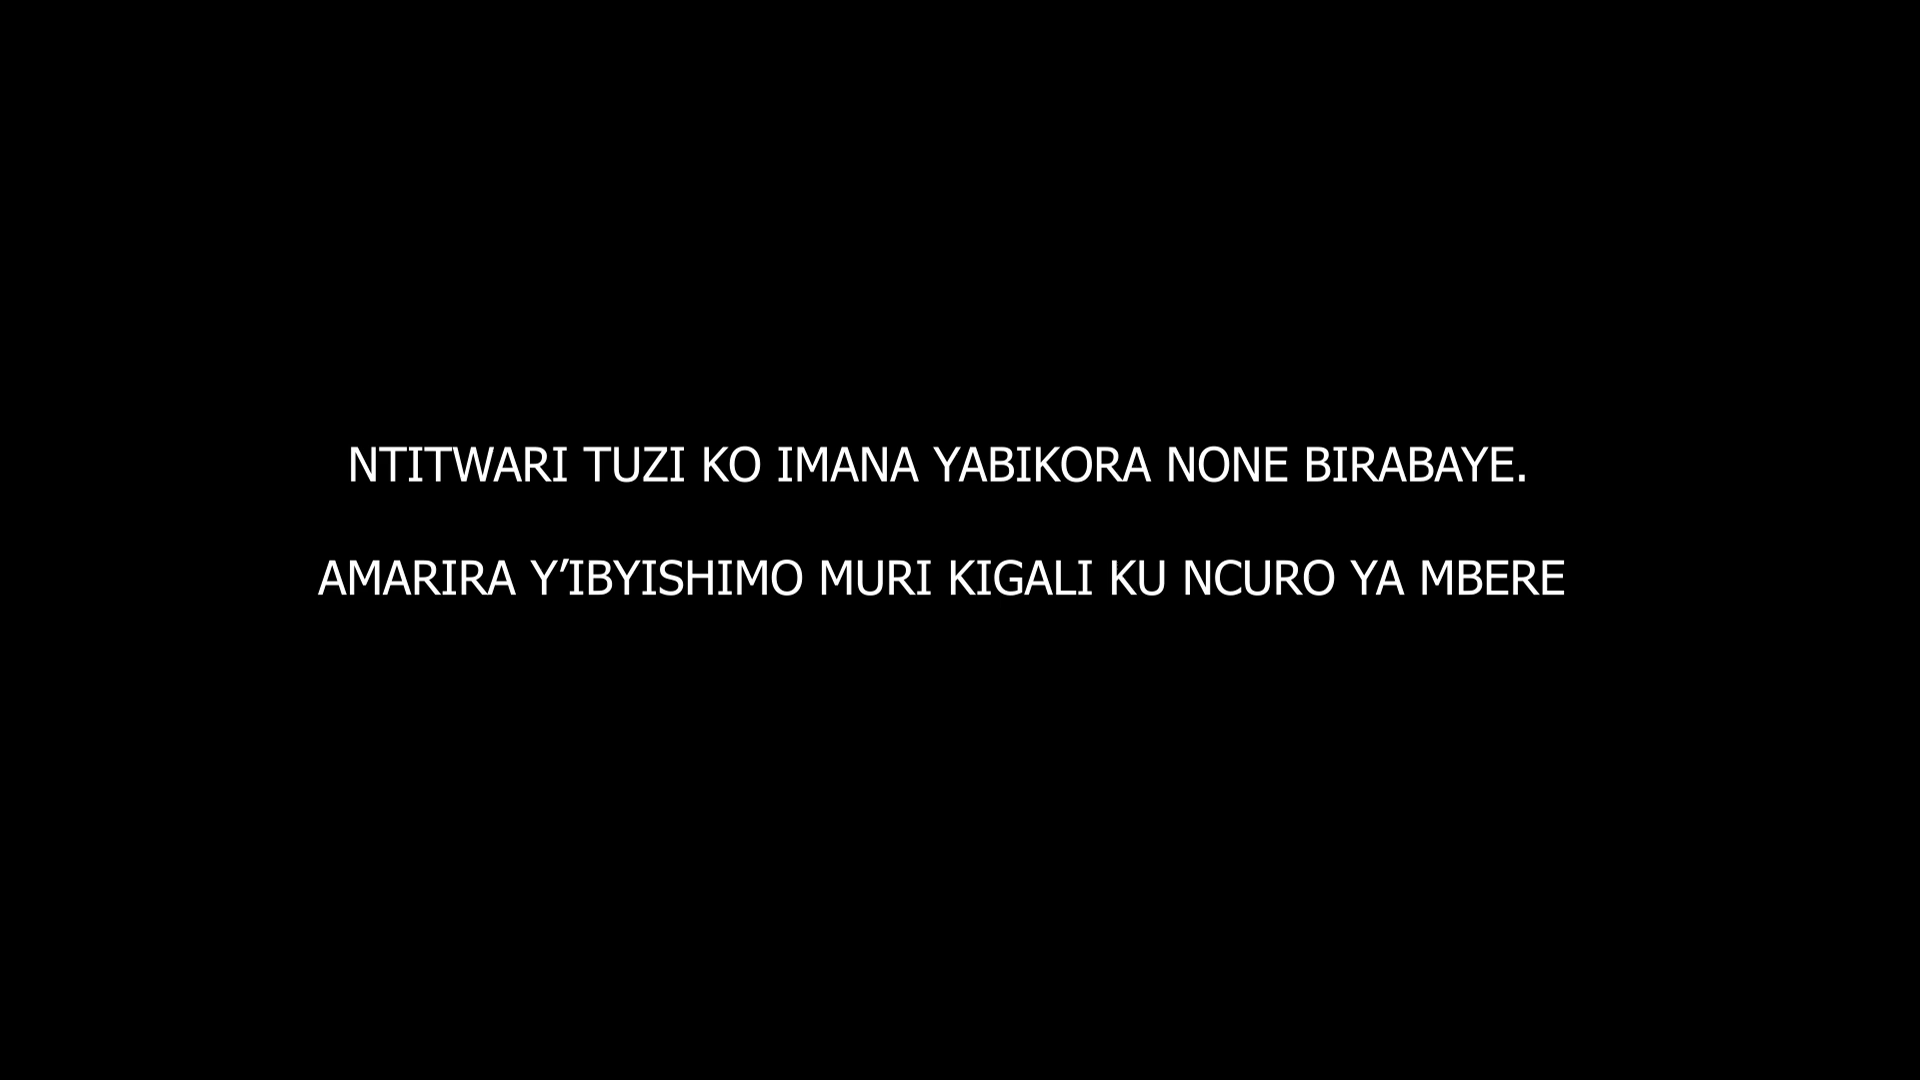 NTITWARI TUZI KO IMANA YABIKORA NONE BIRABAYE.
AMARIRA Y’IBYISHIMO MURI KIGALI KU NCURO YA MBERE